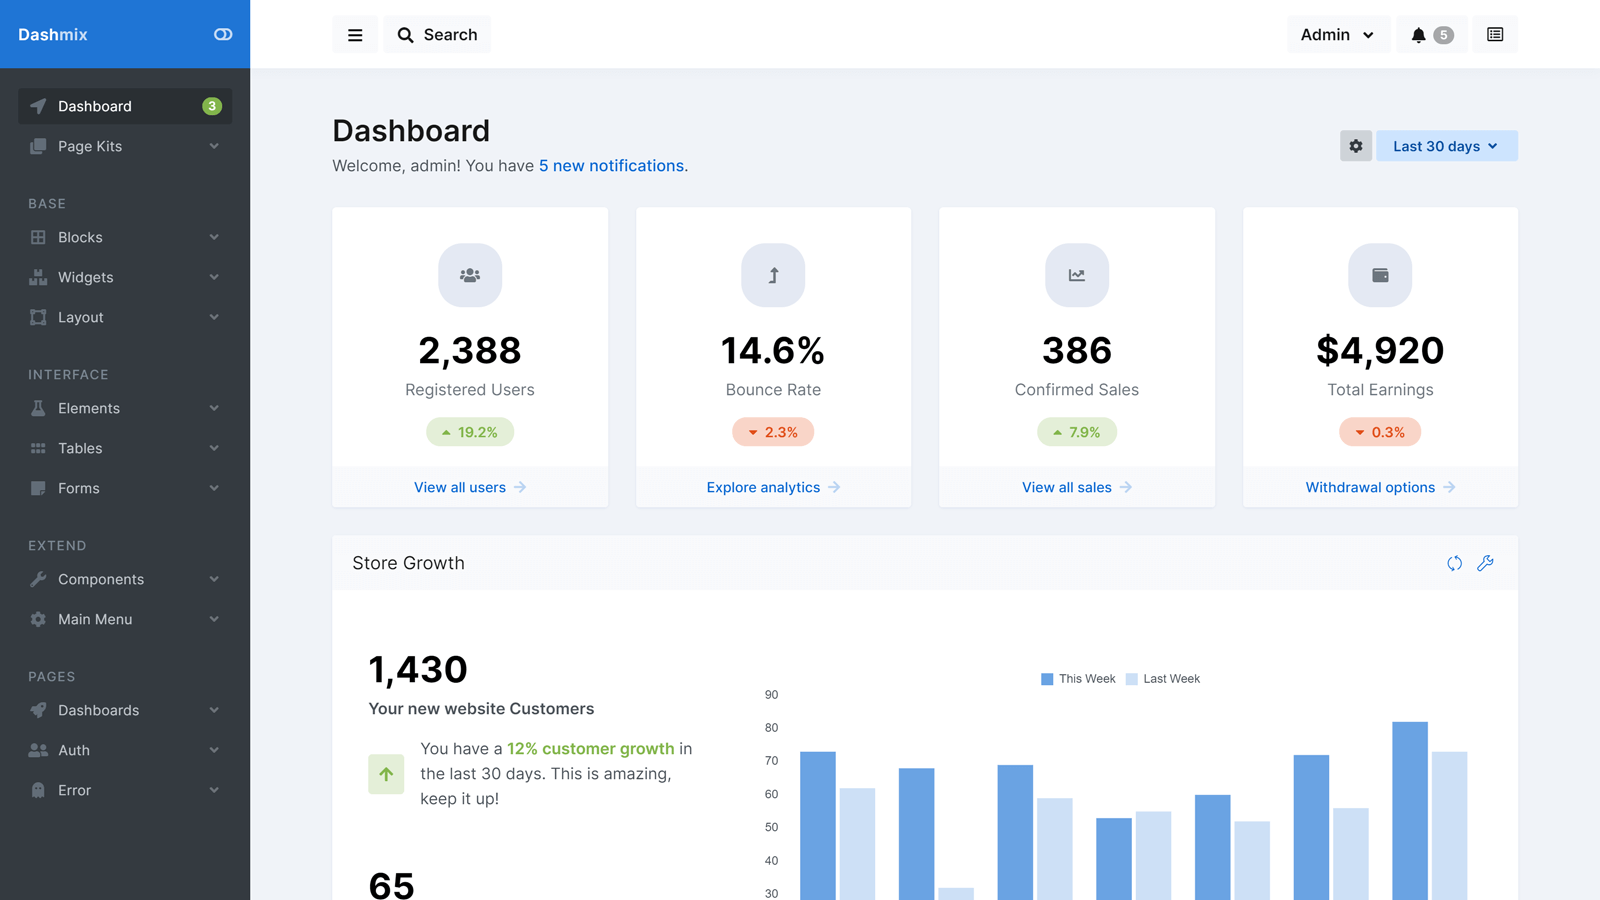 Dashmix
Search
Admin
5
Dashboard
3
Page Kits
BASE
Blocks
Widgets
Layout
INTERFACE
Elements
Tables
Forms
EXTEND
Components
Main Menu
PAGES
Dashboards
Auth
Error
Dashboard
Welcome, admin! You have 5 new notifications.
Last 30 days
2,388
Registered Users
19.2%
View all users
14.6%
Bounce Rate
2.3%
Explore analytics
386
Confirmed Sales
7.9%
View all sales
$4,920
Total Earnings
0.3%
Withdrawal options
Store Growth
1,430
Your new website Customers
You have a 12% customer growth in
the last 30 days. This is amazing,
keep it up!
65
This Week
Last Week
90
80
70
60
50
40
30